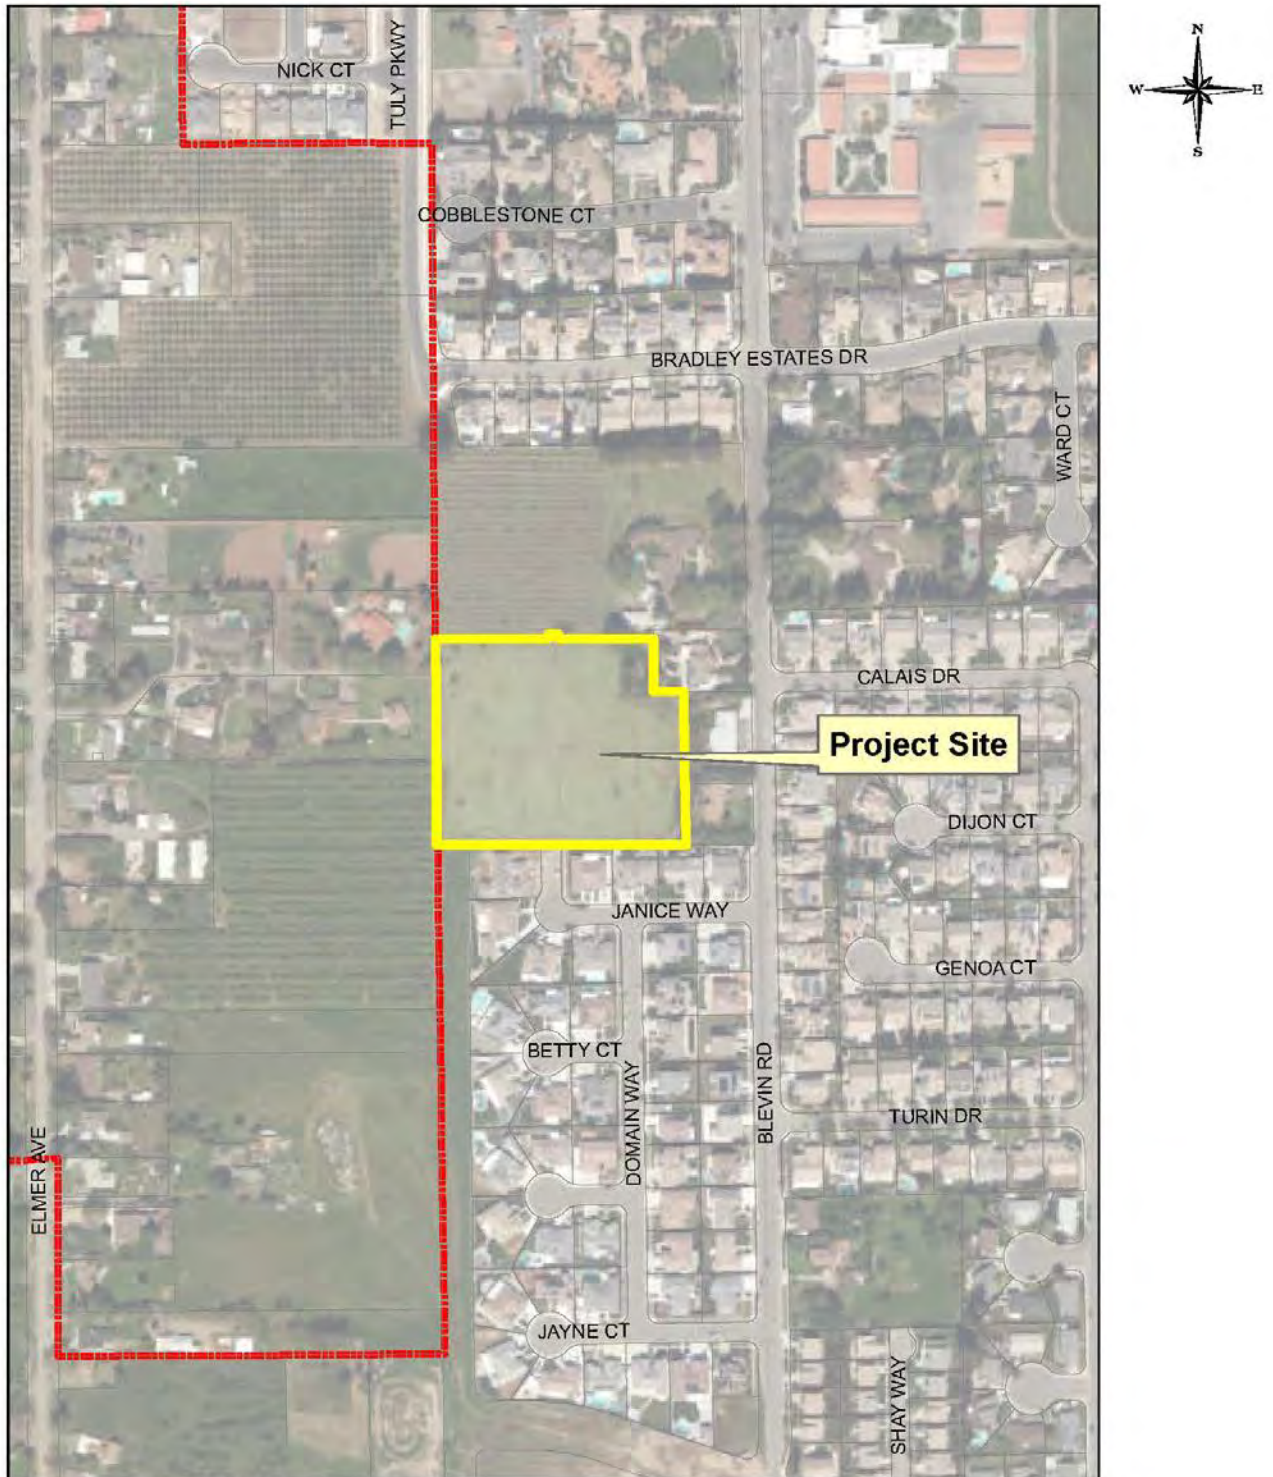 N
W E
S
NICK CT
TULY PKWY
COBBLESTONE CT
BRADLEY ESTATES DR
WARD CT
CALAIS DR
Project Site
DIJON CT
JANICE WAY
GENOA CT
BETTY CT
DOMAIN WAY
BLEVIN RD
TURIN DR
ELMER AVE
JAYNE CT
SHAY WAY